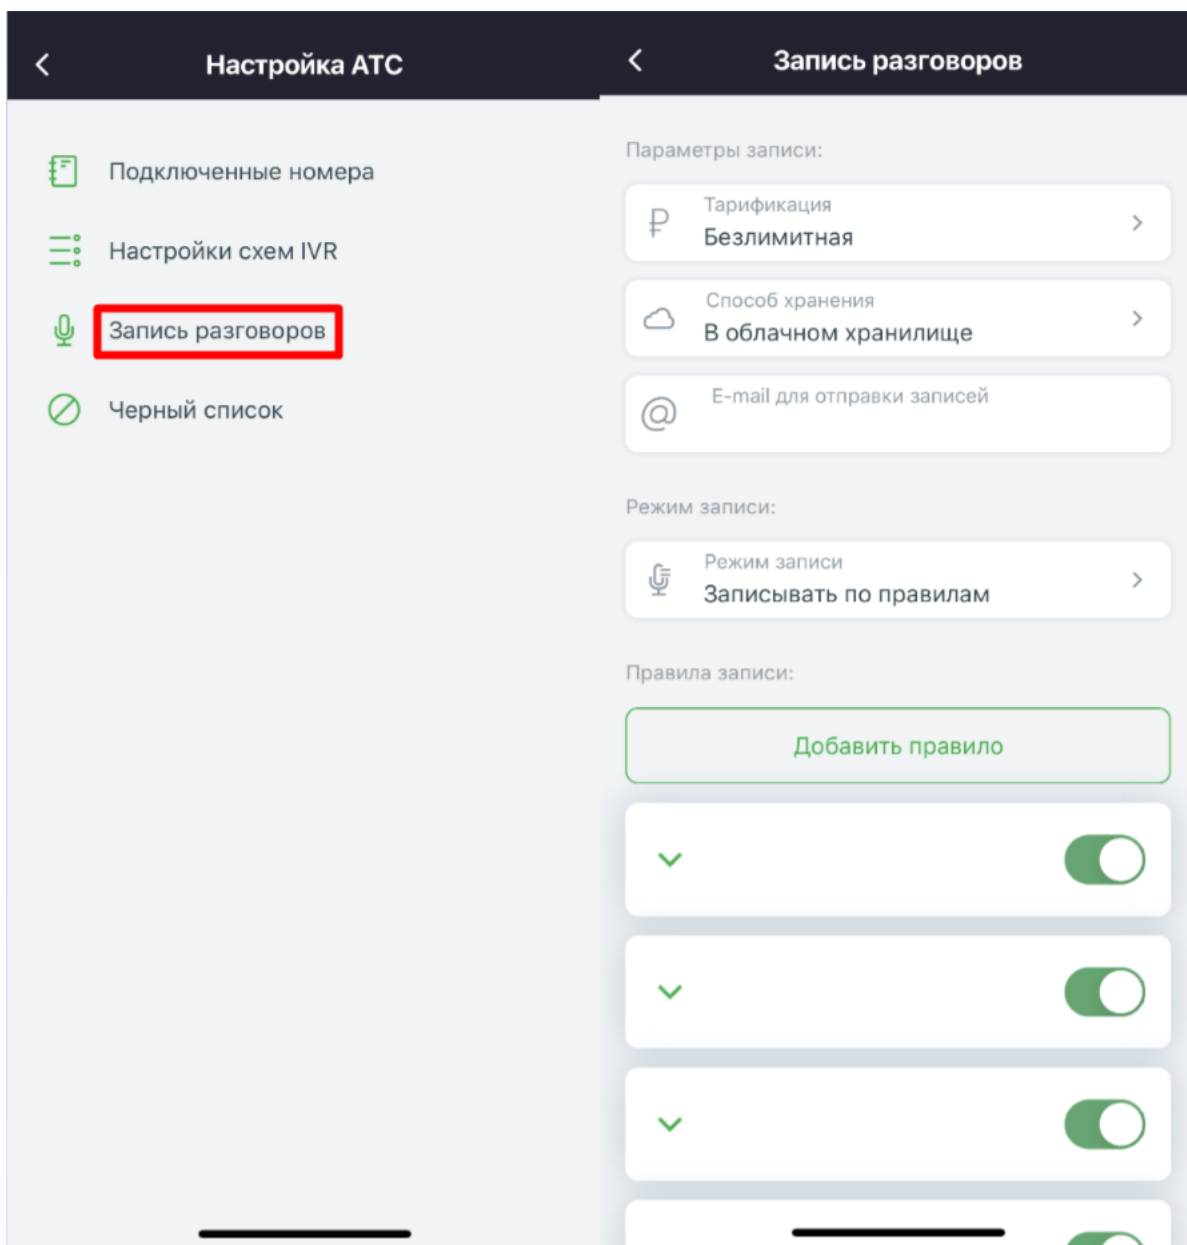 Настройка АТС
Подключенные номера
Настройки схем IVR
Запись разговоров
Черный список
Запись разговоров
Параметры записи:
Тарификация
Безлимитная
Способ хранения
В облачном хранилище
E-mail для отправки записей
Режим записи:
Режим записи
Записывать по правилам
Правила записи:
Добавить правило